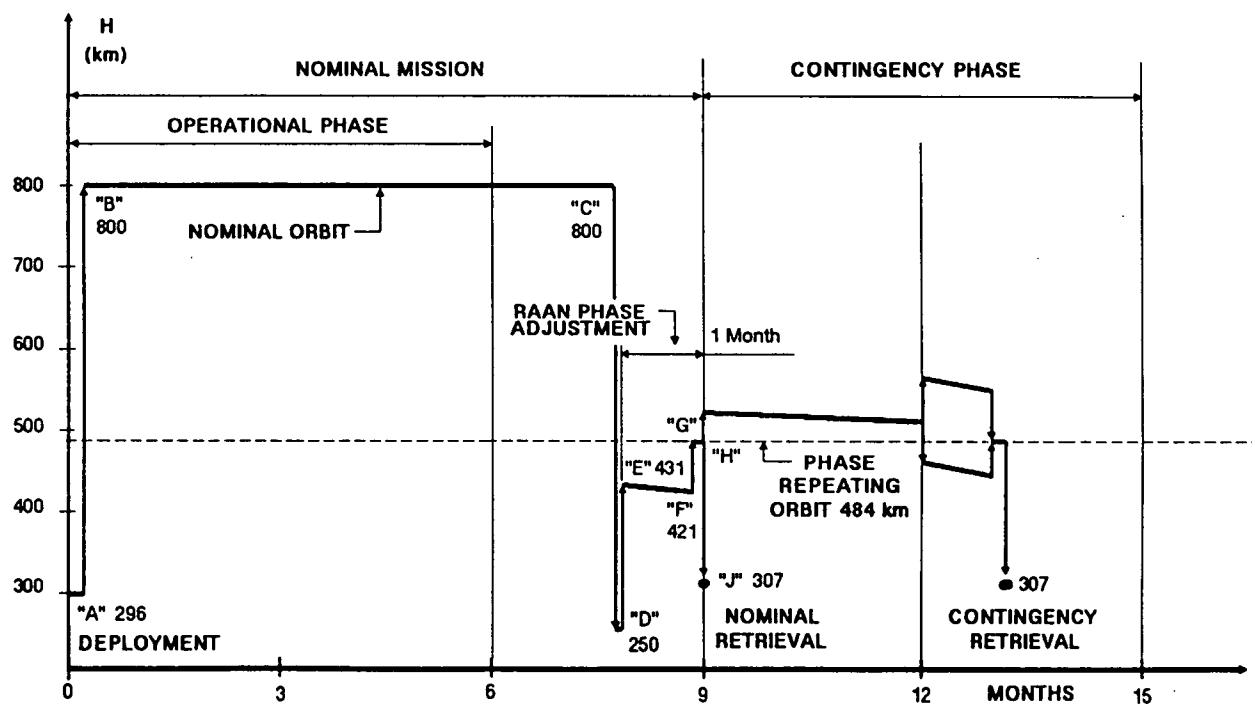 H
(km)
NOMINAL MISSION
CONTINGENCY PHASE
OPERATIONAL PHASE
800
"B"
800
NOMINAL ORBIT
"C"
800
700
RAAN PHASE
ADJUSTMENT
1 Month
600
500
"G"
"E" 431
"H"
PHASE
REPEATING
ORBIT 484 km
400
"F"
421
300
"A" 296
DEPLOYMENT
"D"
250
"J" 307
NOMINAL
RETRIEVAL
307
CONTINGENCY
RETRIEVAL
200
0
3
6
9
12
MONTHS
15